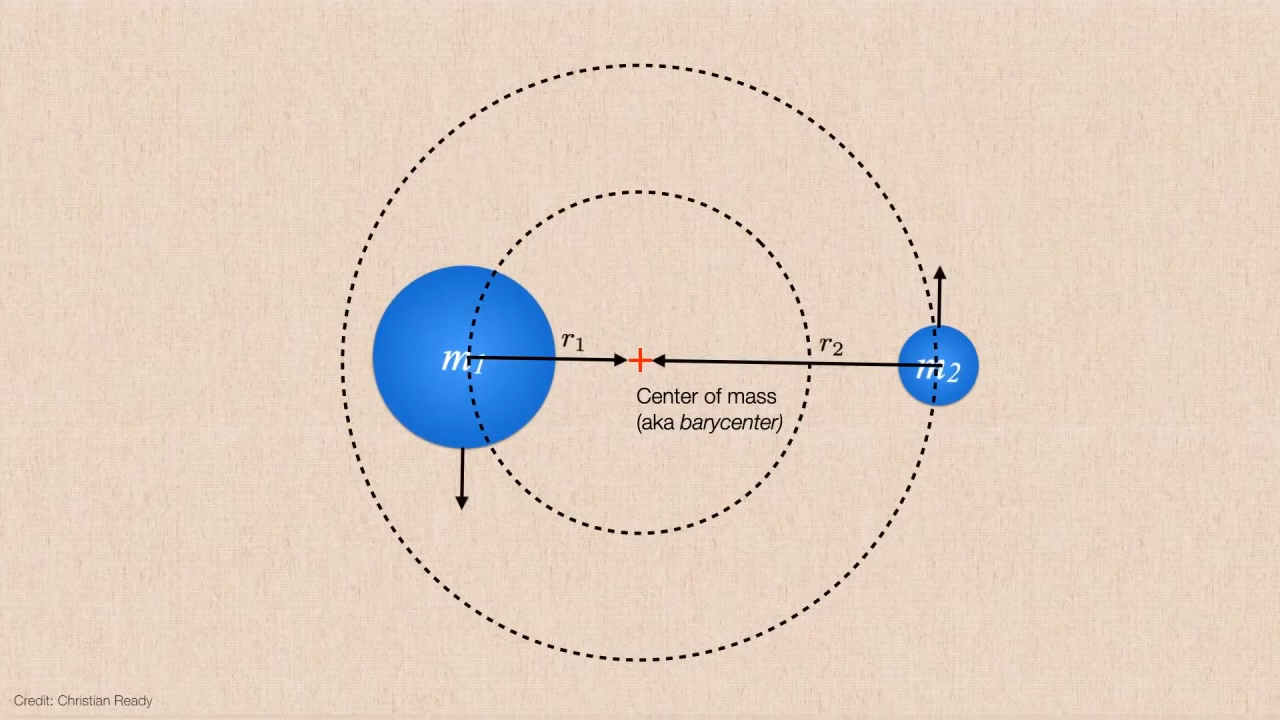 r₁
r₂
m₁
m₂
Center of mass
(aka barycenter)
Credit: Christian Ready